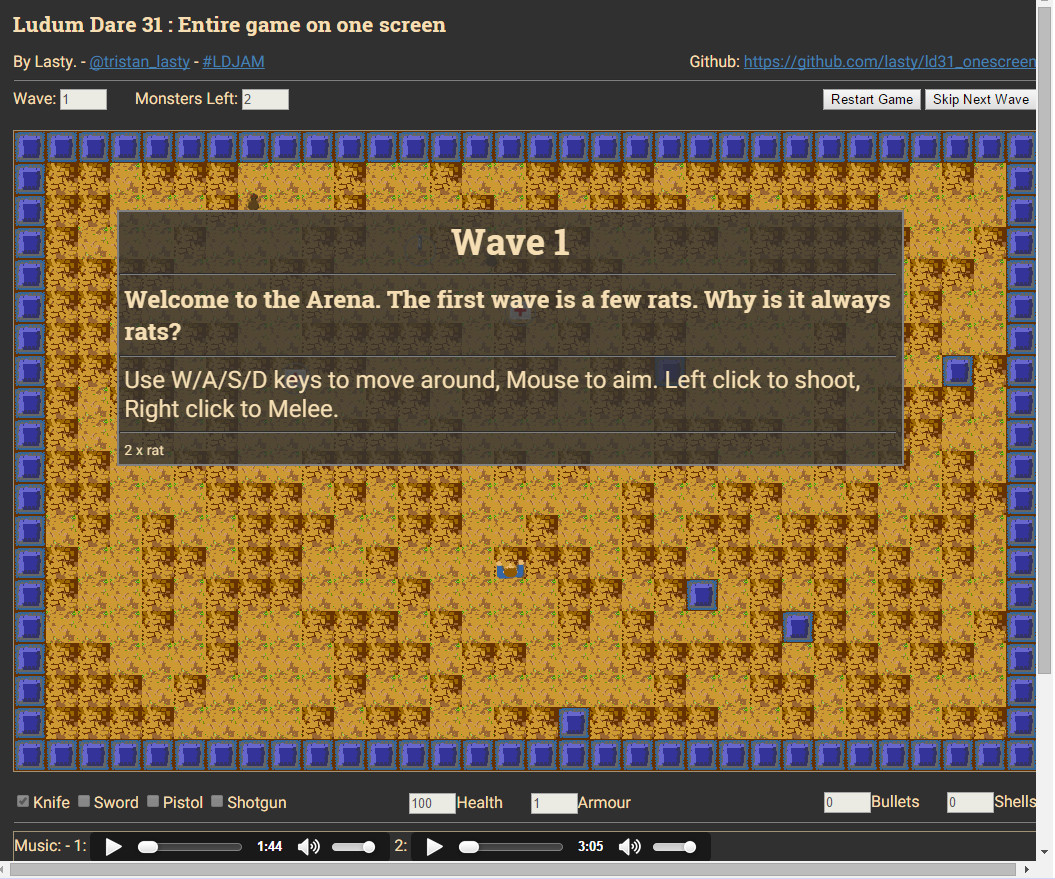 Ludum Dare 31 : Entire game on one screen
By Lasty. - @tristan_lasty - #LDJAM
Github: https://github.com/lasty/ld31_onescreen
Wave: 1 Monsters Left: 2
Restart Game Skip Next Wave
Wave 1
Welcome to the Arena. The first wave is a few rats. Why is it always
rats?
Use W/A/S/D keys to move around, Mouse to aim. Left click to shoot,
Right click to Melee.
2 x rat
Knife Sword Pistol Shotgun 100 Health 1 Armour 0 Bullets 0 Shells
Music: - 1: 1:44 2: 3:05